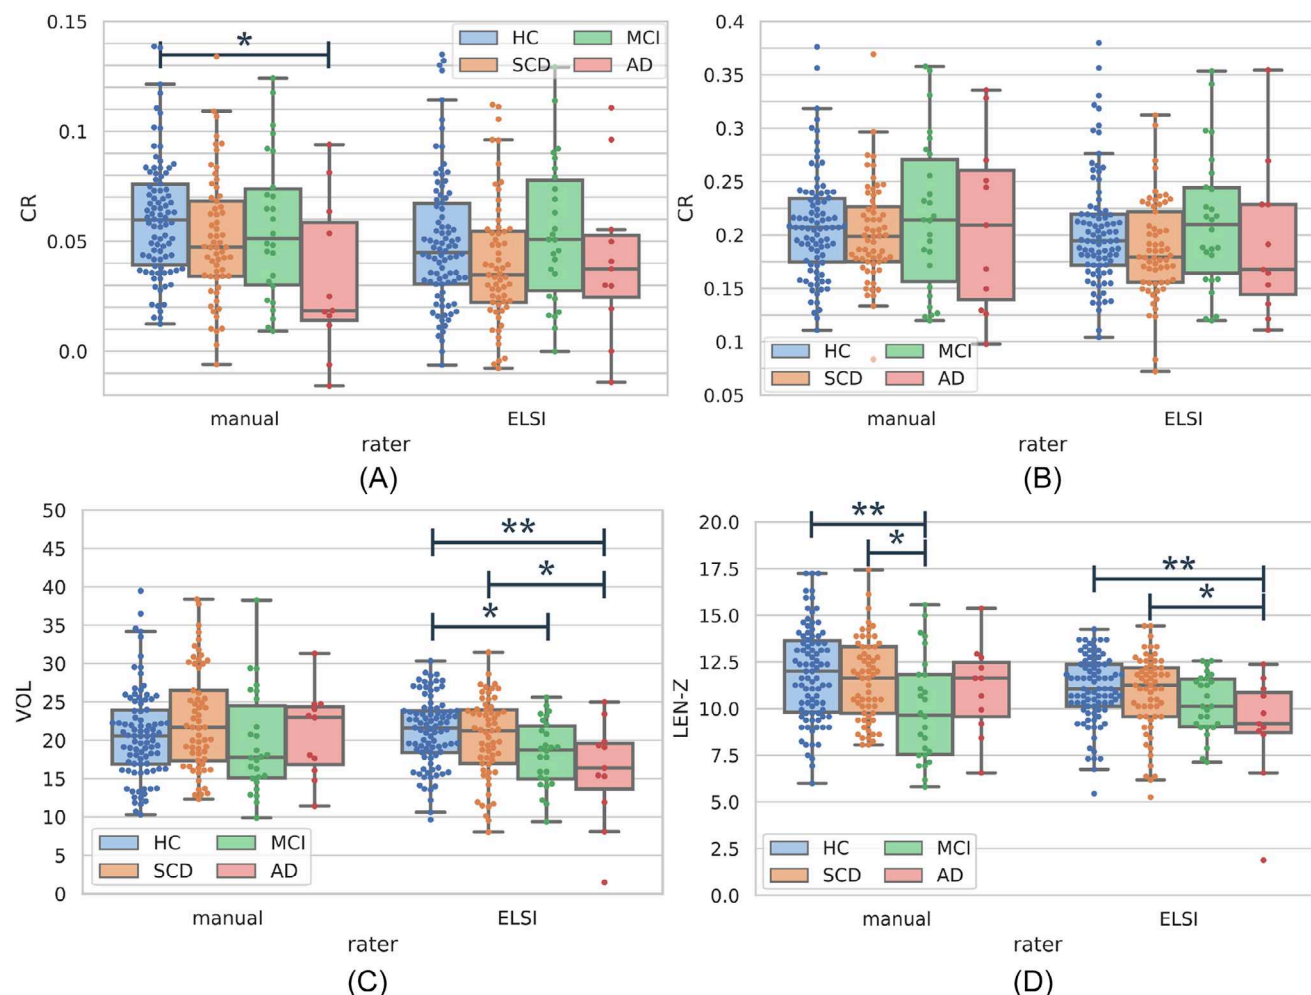 0.15
0.1
0.05
0.0
CR
*
HC MCI
SCD AD
manual ELSI
rater
(A)
0.4
0.35
0.3
0.25
0.2
0.15
0.1
0.05
CR
HC MCI
SCD AD
manual ELSI
rater
(B)
50
45
40
35
30
25
20
15
10
5
0
VOL
**
*
*
HC MCI
SCD AD
manual ELSI
rater
(C)
20.0
17.5
15.0
12.5
10.0
7.5
5.0
2.5
0.0
LEN-Z
**
*
**
*
HC MCI
SCD AD
manual ELSI
rater
(D)